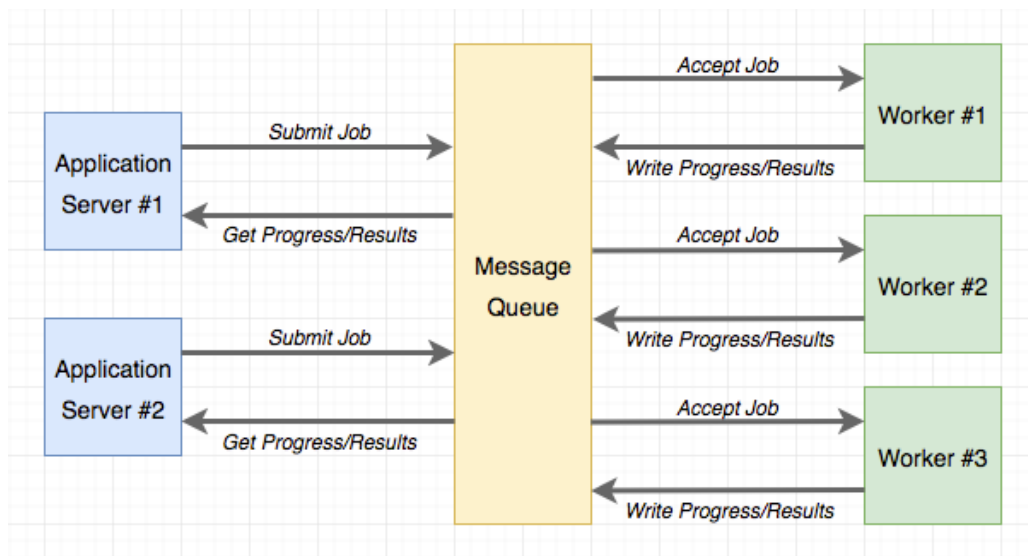 Application
Server #1
Submit Job
Get Progress/Results
Application
Server #2
Submit Job
Get Progress/Results
Message
Queue
Accept Job
Write Progress/Results
Worker #1
Accept Job
Write Progress/Results
Worker #2
Accept Job
Write Progress/Results
Worker #3